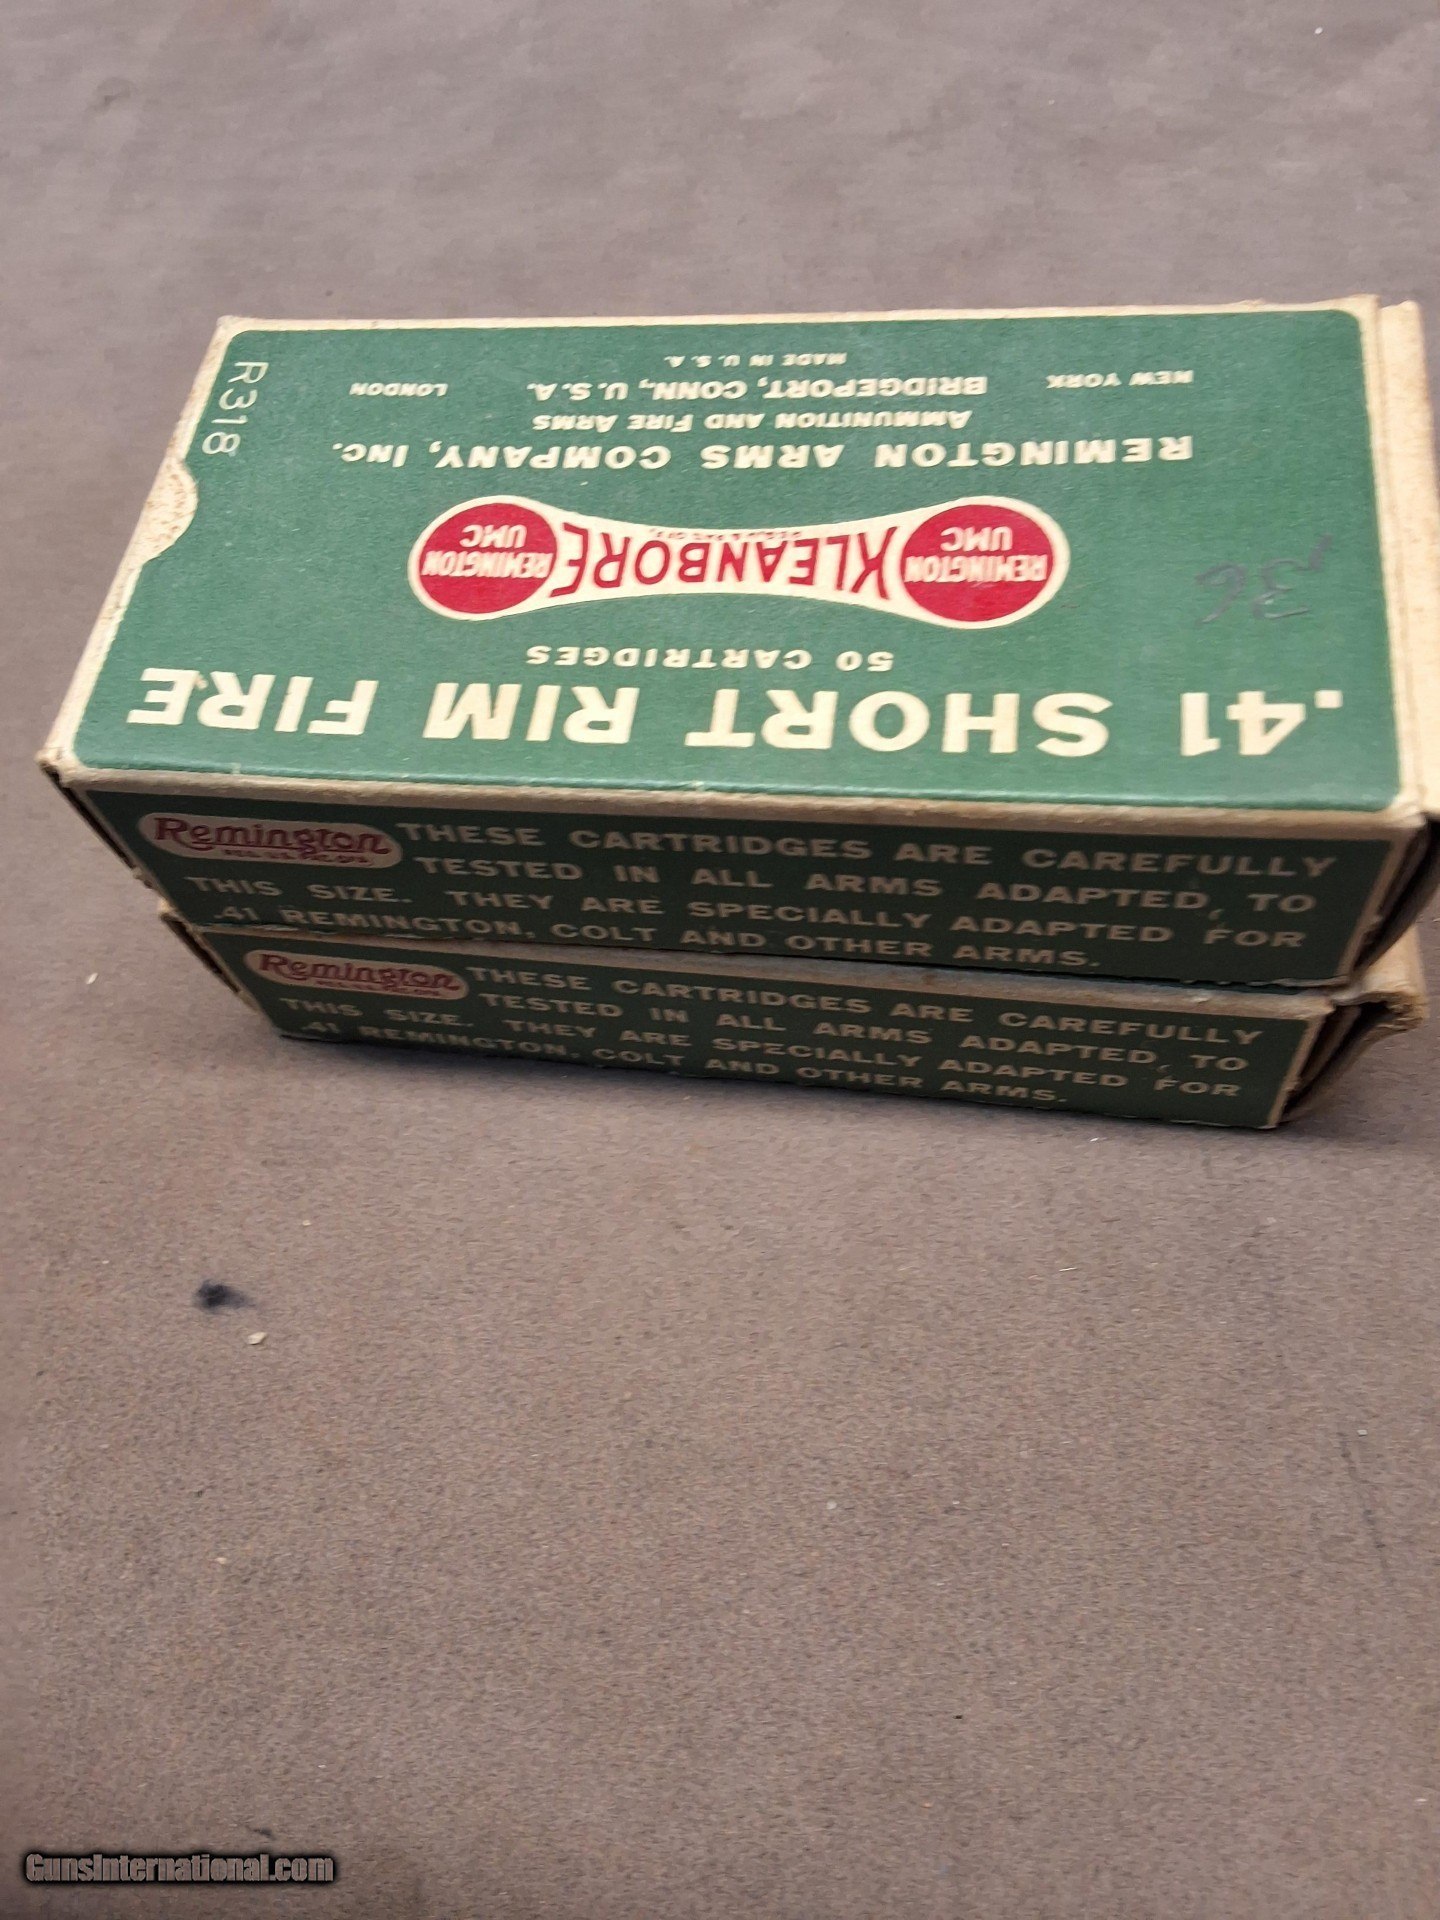 .41 SHORT RIM FIRE
50 CARTRIDGES
REMINGTON
UMC
KLEANBORE
REMINGTON
UMC
REMINGTON ARMS COMPANY, INC.
AMMUNITION AND FIRE ARMS
NEW YORK BRIDGEPORT, CONN., U.S.A. LONDON
MADE IN U.S.A.
R318
36
Remington THESE CARTRIDGES ARE CAREFULLY
TESTED IN ALL ARMS ADAPTED, TO
THIS SIZE. THEY ARE SPECIALLY ADAPTED FOR
.41 REMINGTON, COLT AND OTHER ARMS.
Remington THESE CARTRIDGES ARE CAREFULLY
TESTED IN ALL ARMS ADAPTED, TO
THIS SIZE. THEY ARE SPECIALLY ADAPTED FOR
.41 REMINGTON, COLT AND OTHER ARMS.
GunsInternational.com